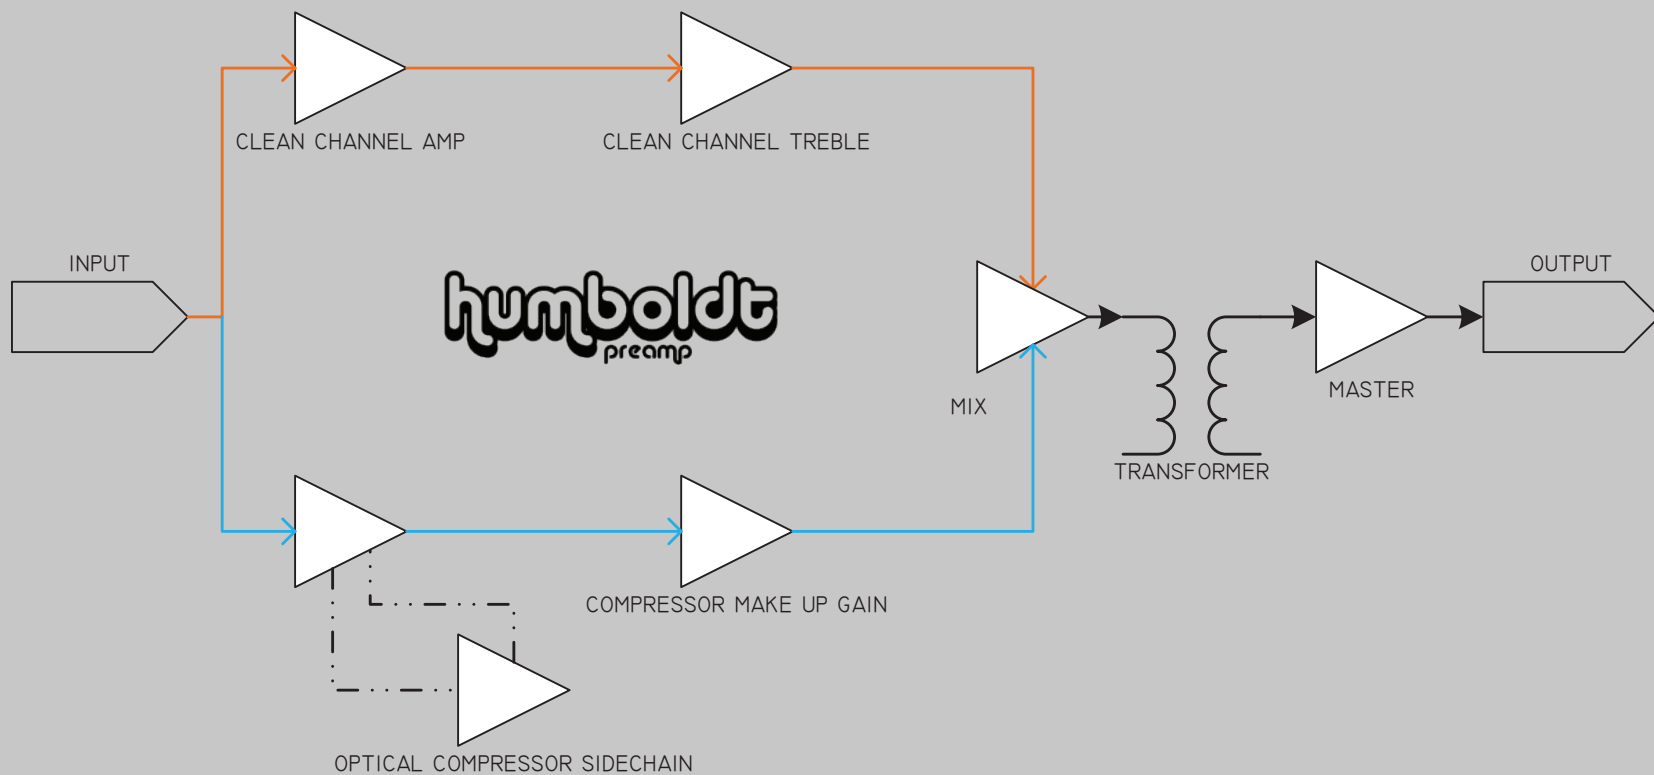 CLEAN CHANNEL AMP
CLEAN CHANNEL TREBLE
INPUT
OUTPUT
humboldt
preamp
MASTER
MIX
TRANSFORMER
COMPRESSOR MAKE UP GAIN
OPTICAL COMPRESSOR SIDECHAIN